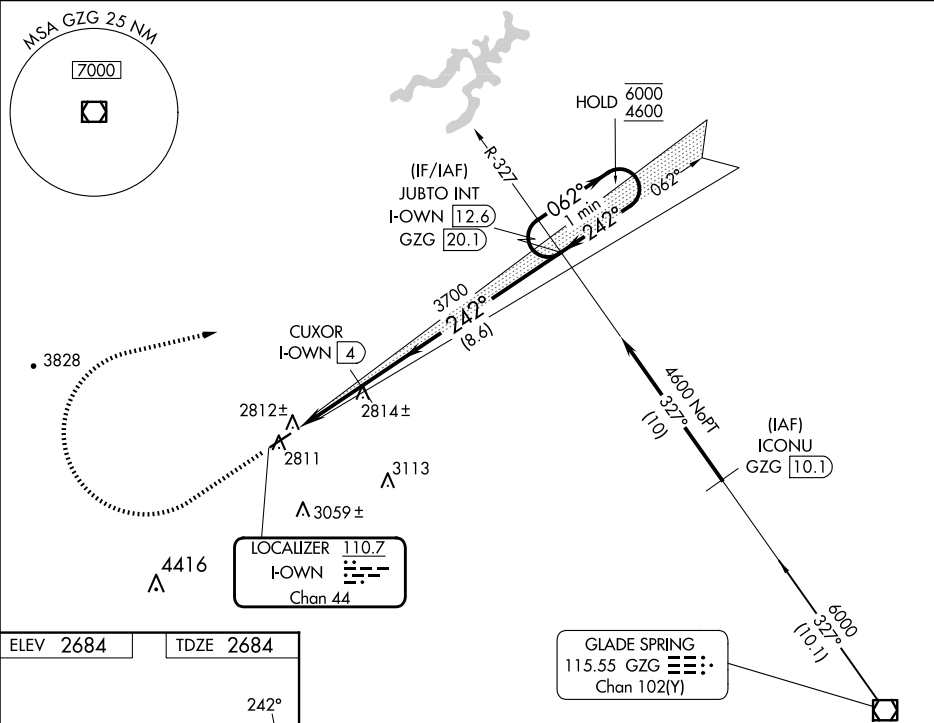 MSA GZG 25 NM
7000
HOLD 6000
4600
R-327
(IF/IAF)
JUBTO INT
I-OWN 12.6
GZG 20.1
062°
1 min
242°
062°
3700
242°
(8.6)
CUXOR
I-OWN 4
3828
2812±
2814±
2811
3113
3059±
4416
4600 NoPT
327°
(10)
(IAF)
ICONU
GZG 10.1
LOCALIZER 110.7
I-OWN
Chan 44
6000
327°
(10.1)
GLADE SPRING
115.55 GZG
Chan 102(Y)
ELEV 2684
TDZE 2684
242°